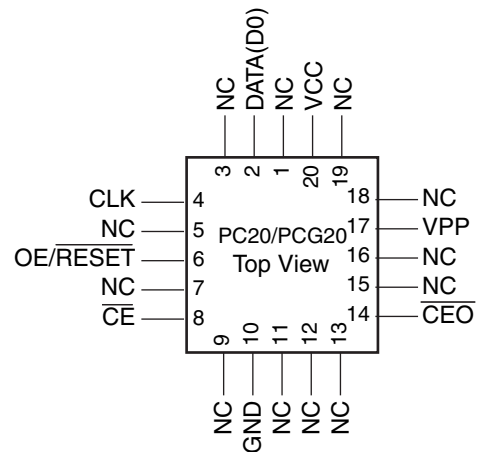 NC
DATA(D0)
NC
VCC
NC
3
2
1
20
19
CLK 4
NC 5
OE/RESET 6
NC 7
CE 8
PC20/PCG20
Top View
18 NC
17 VPP
16 NC
15 NC
14 CEO
9
10
11
12
13
NC
GND
NC
NC
NC